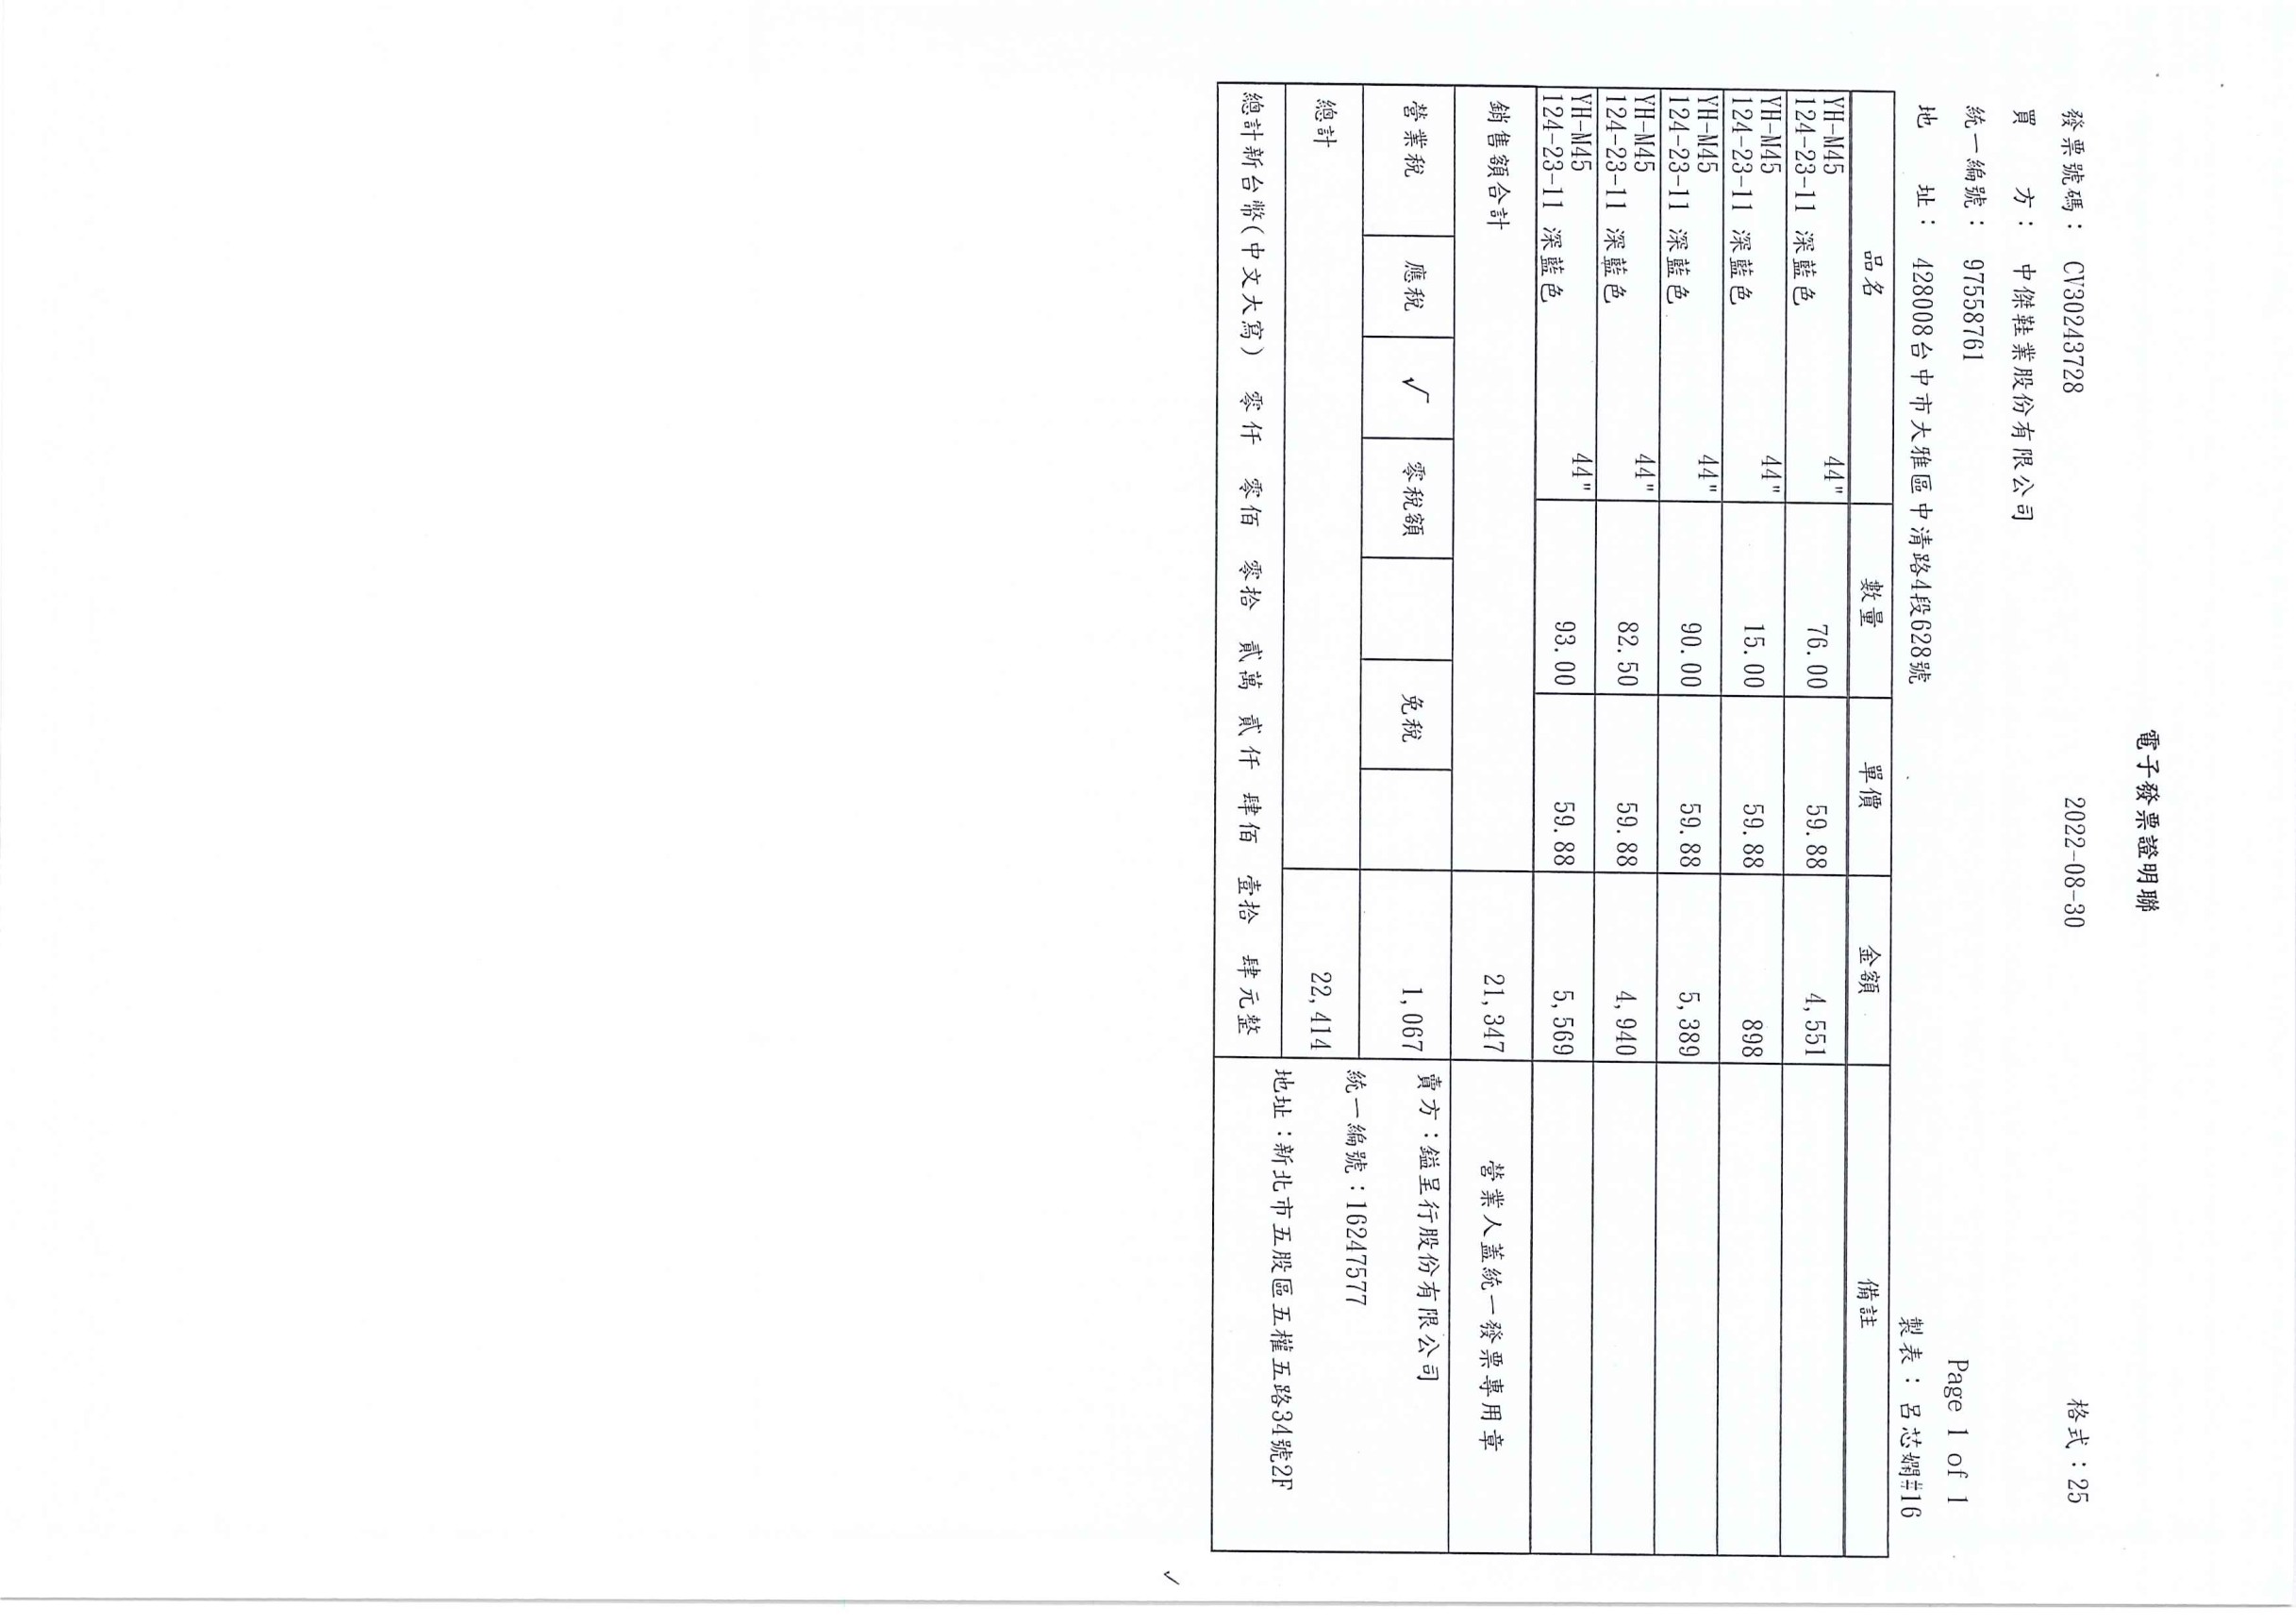 電子發票證明聯
發票號碼： CV30243728 2022-08-30 格式：25
買 方： 中傑鞋業股份有限公司
統一編號： 97558761
Page 1 of 1
地 址： 428008台中市大雅區中清路4段628號
製表： 呂芯嫻#16
品名 數量 單價 金額 備註
YH-M45 44"
124-23-11 深藍色 76.00 59.88 4,551
YH-M45 44"
124-23-11 深藍色 15.00 59.88 898
YH-M45 44"
124-23-11 深藍色 90.00 59.88 5,389
YH-M45 44"
124-23-11 深藍色 82.50 59.88 4,940
YH-M45 44"
124-23-11 深藍色 93.00 59.88 5,569
銷售額合計 21,347 營業人蓋統一發票專用章
營業稅 應稅 √ 零稅額 免稅 1,067
賣方：鎰呈行股份有限公司
統一編號：16247577
總計 22,414
地址：新北市五股區五權五路34號2F
總計新台幣(中文大寫) 零仟 零佰 零拾 貳萬 貳仟 肆佰 壹拾 肆元整
✓